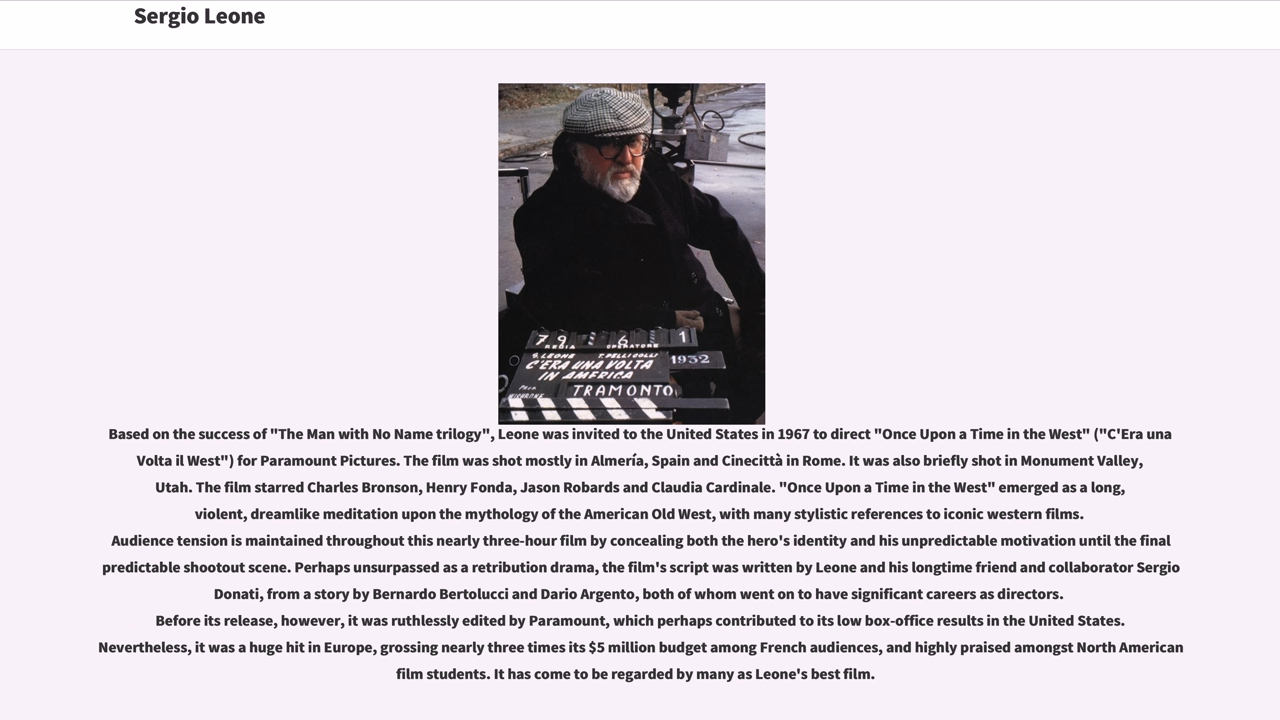 Sergio Leone
7 9 6 1
REGIA OPERATORE
S. LEONE T. PELLICOLLI 1932
C'ERA UNA VOLTA
IN AMERICA
TRAMONTO
Based on the success of "The Man with No Name trilogy", Leone was invited to the United States in 1967 to direct "Once Upon a Time in the West" ("C'Era una
Volta il West") for Paramount Pictures. The film was shot mostly in Almería, Spain and Cinecittà in Rome. It was also briefly shot in Monument Valley,
Utah. The film starred Charles Bronson, Henry Fonda, Jason Robards and Claudia Cardinale. "Once Upon a Time in the West" emerged as a long,
violent, dreamlike meditation upon the mythology of the American Old West, with many stylistic references to iconic western films.
Audience tension is maintained throughout this nearly three-hour film by concealing both the hero's identity and his unpredictable motivation until the final
predictable shootout scene. Perhaps unsurpassed as a retribution drama, the film's script was written by Leone and his longtime friend and collaborator Sergio
Donati, from a story by Bernardo Bertolucci and Dario Argento, both of whom went on to have significant careers as directors.
Before its release, however, it was ruthlessly edited by Paramount, which perhaps contributed to its low box-office results in the United States.
Nevertheless, it was a huge hit in Europe, grossing nearly three times its $5 million budget among French audiences, and highly praised amongst North American
film students. It has come to be regarded by many as Leone's best film.